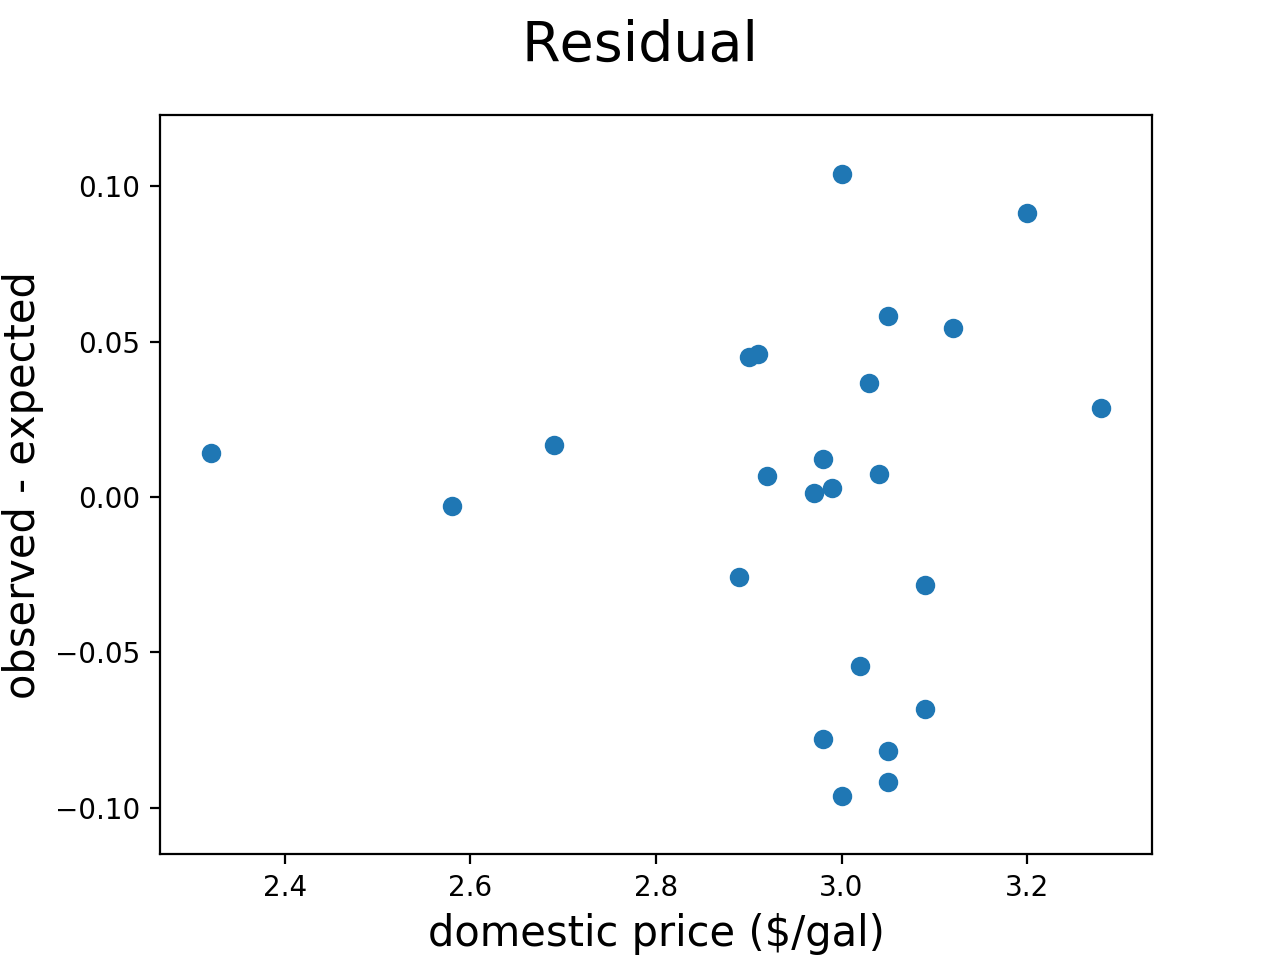 Residual
0.10
0.05
0.00
−0.05
−0.10
observed - expected
2.4 2.6 2.8 3.0 3.2
domestic price ($/gal)